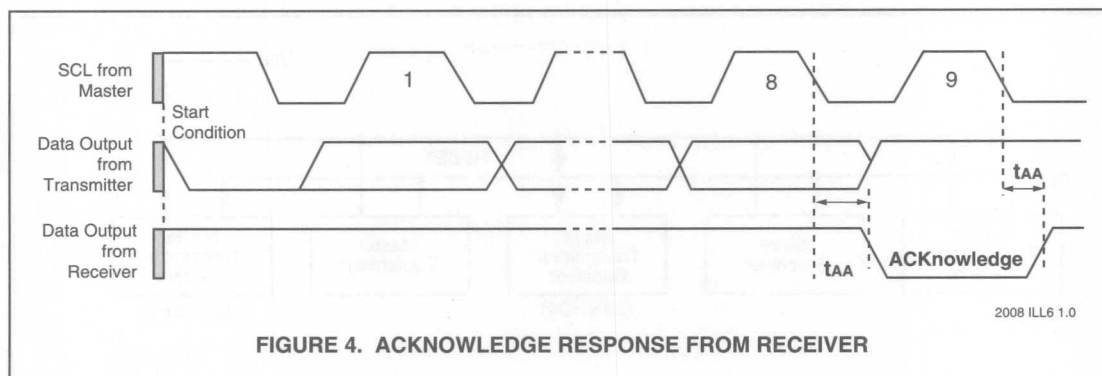 SCL from
Master
1
8
9
Start
Condition
Data Output
from
Transmitter
tAA
Data Output
from
Receiver
tAA
ACKnowledge
2008 ILL6 1.0
FIGURE 4. ACKNOWLEDGE RESPONSE FROM RECEIVER